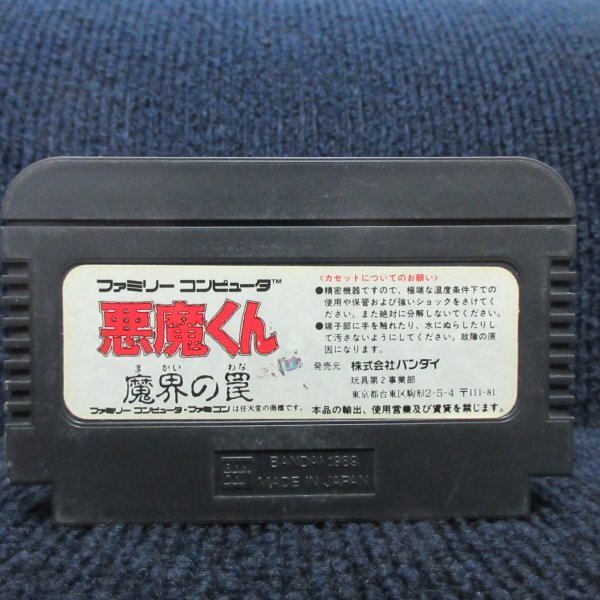 ファミリー コンピュータ™
悪魔くん
ま かい わな
魔界の罠
ファミリー コンピュータ・ファミコンは任天堂の商標です。
〈カセットについてのお願い〉
●精密機器ですので、極端な温度条件下での
使用や保管および強いショックをさけてく
ださい。また絶対に分解しないでください。
●端子部に手を触れたり、水にぬらしたりし
て汚さないようにしてください。故障の原
因になります。
発売元 株式会社バンダイ
玩具第2事業部
東京都台東区駒形2-5-4 〒111-81
本品の輸出、使用営業及び賃貸を禁じます。
BAN
DAI
BANDAI 1989
MADE IN JAPAN